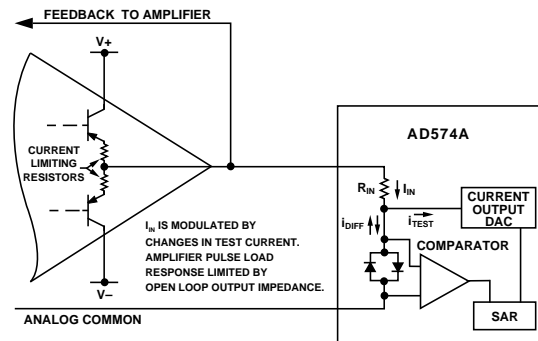 FEEDBACK TO AMPLIFIER
V+
CURRENT
LIMITING
RESISTORS
V–
IIN IS MODULATED BY
CHANGES IN TEST CURRENT.
AMPLIFIER PULSE LOAD
RESPONSE LIMITED BY
OPEN LOOP OUTPUT IMPEDANCE.
ANALOG COMMON
AD574A
RIN
IIN
iDIFF
iTEST
CURRENT
OUTPUT
DAC
COMPARATOR
SAR